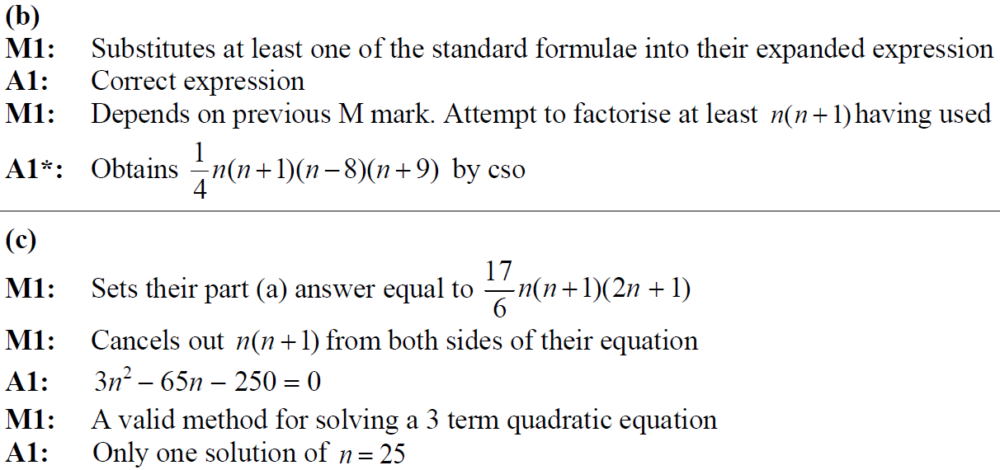 (b)
M1: Substitutes at least one of the standard formulae into their expanded expression
A1: Correct expression
M1: Depends on previous M mark. Attempt to factorise at least n(n+1) having used
A1*: Obtains \frac{1}{4}n(n+1)(n−8)(n+9) by cso
(c)
M1: Sets their part (a) answer equal to \frac{17}{6}n(n+1)(2n+1)
M1: Cancels out n(n+1) from both sides of their equation
A1: 3n² − 65n − 250 = 0
M1: A valid method for solving a 3 term quadratic equation
A1: Only one solution of n = 25